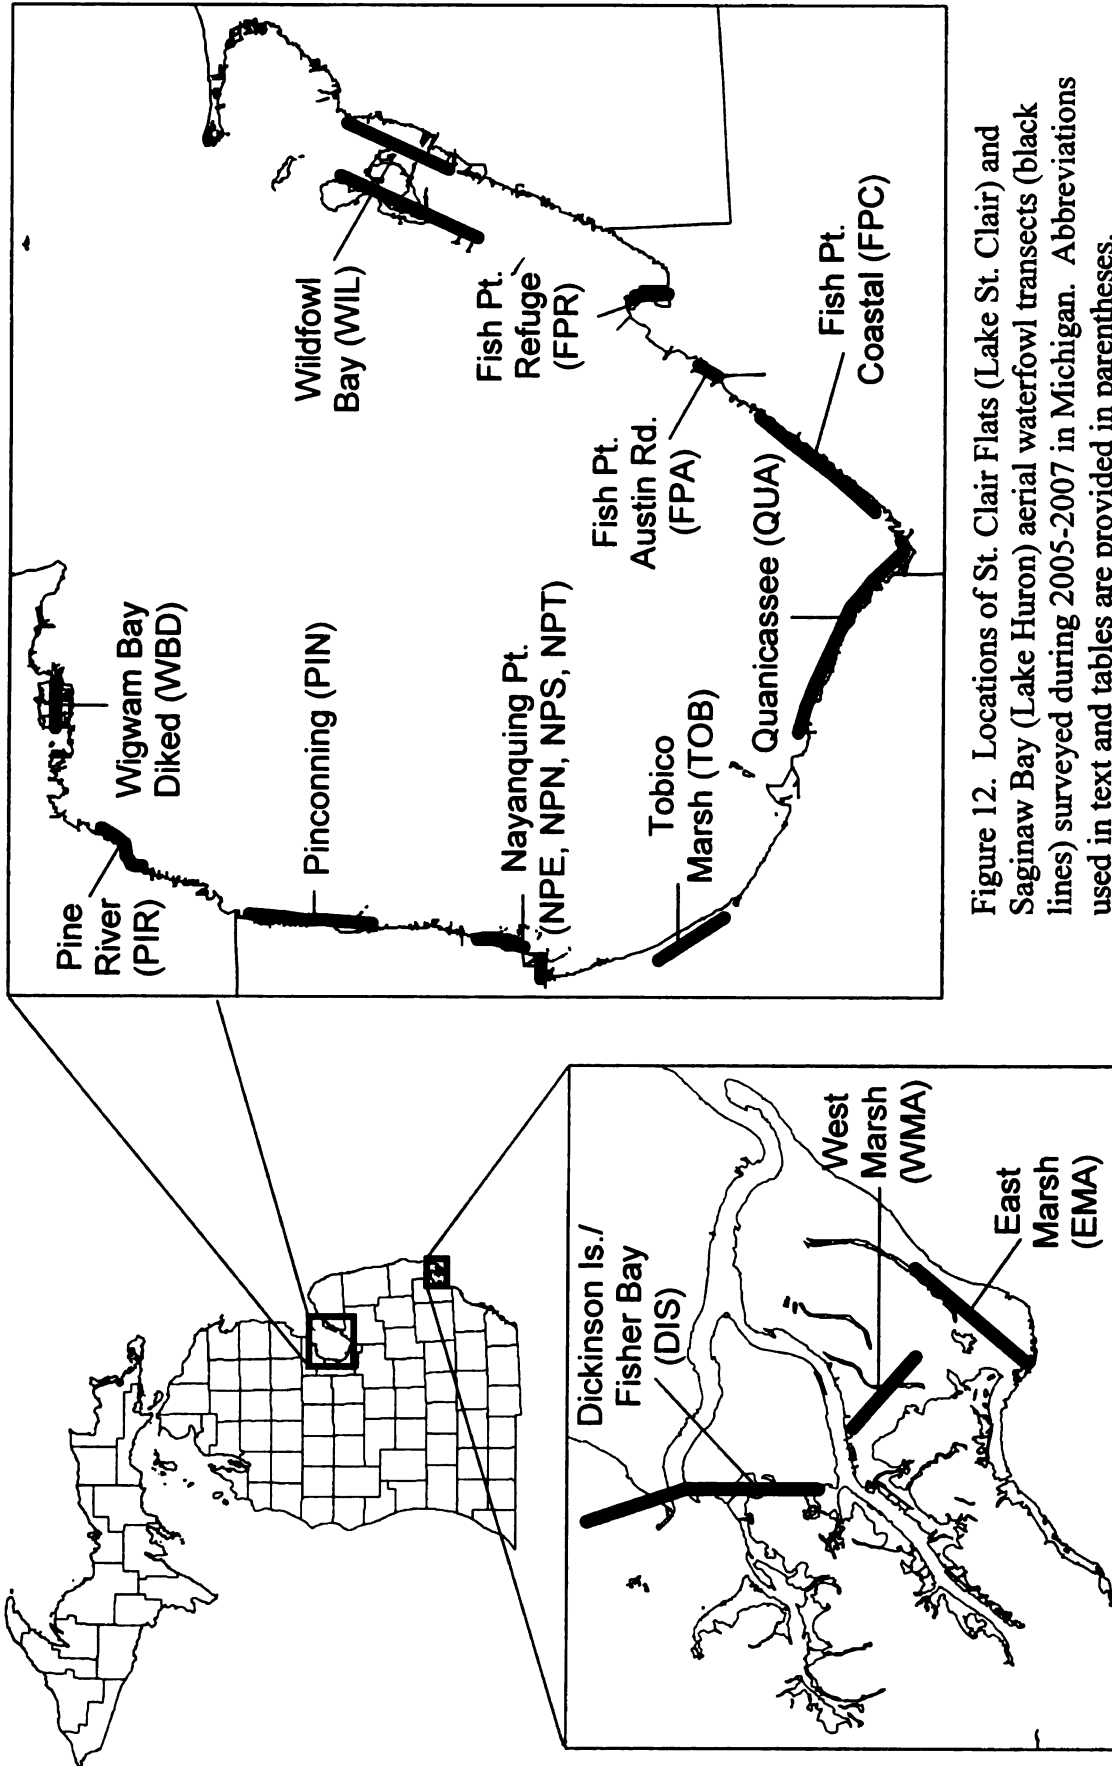 Wigwam Bay
Diked (WBD)
Pine
River
(PIR)
Pinconning (PIN)
Nayanquing Pt.
(NPE, NPN, NPS, NPT)
Tobico
Marsh (TOB)
Quanicassee (QUA)
Fish Pt.
Coastal (FPC)
Fish Pt.
Austin Rd.
(FPA)
Fish Pt.
Refuge
(FPR)
Wildfowl
Bay (WIL)
Dickinson Is./
Fisher Bay
(DIS)
West
Marsh
(WMA)
East
Marsh
(EMA)
Figure 12. Locations of St. Clair Flats (Lake St. Clair) and
Saginaw Bay (Lake Huron) aerial waterfowl transects (black
lines) surveyed during 2005-2007 in Michigan. Abbreviations
used in text and tables are provided in parentheses.